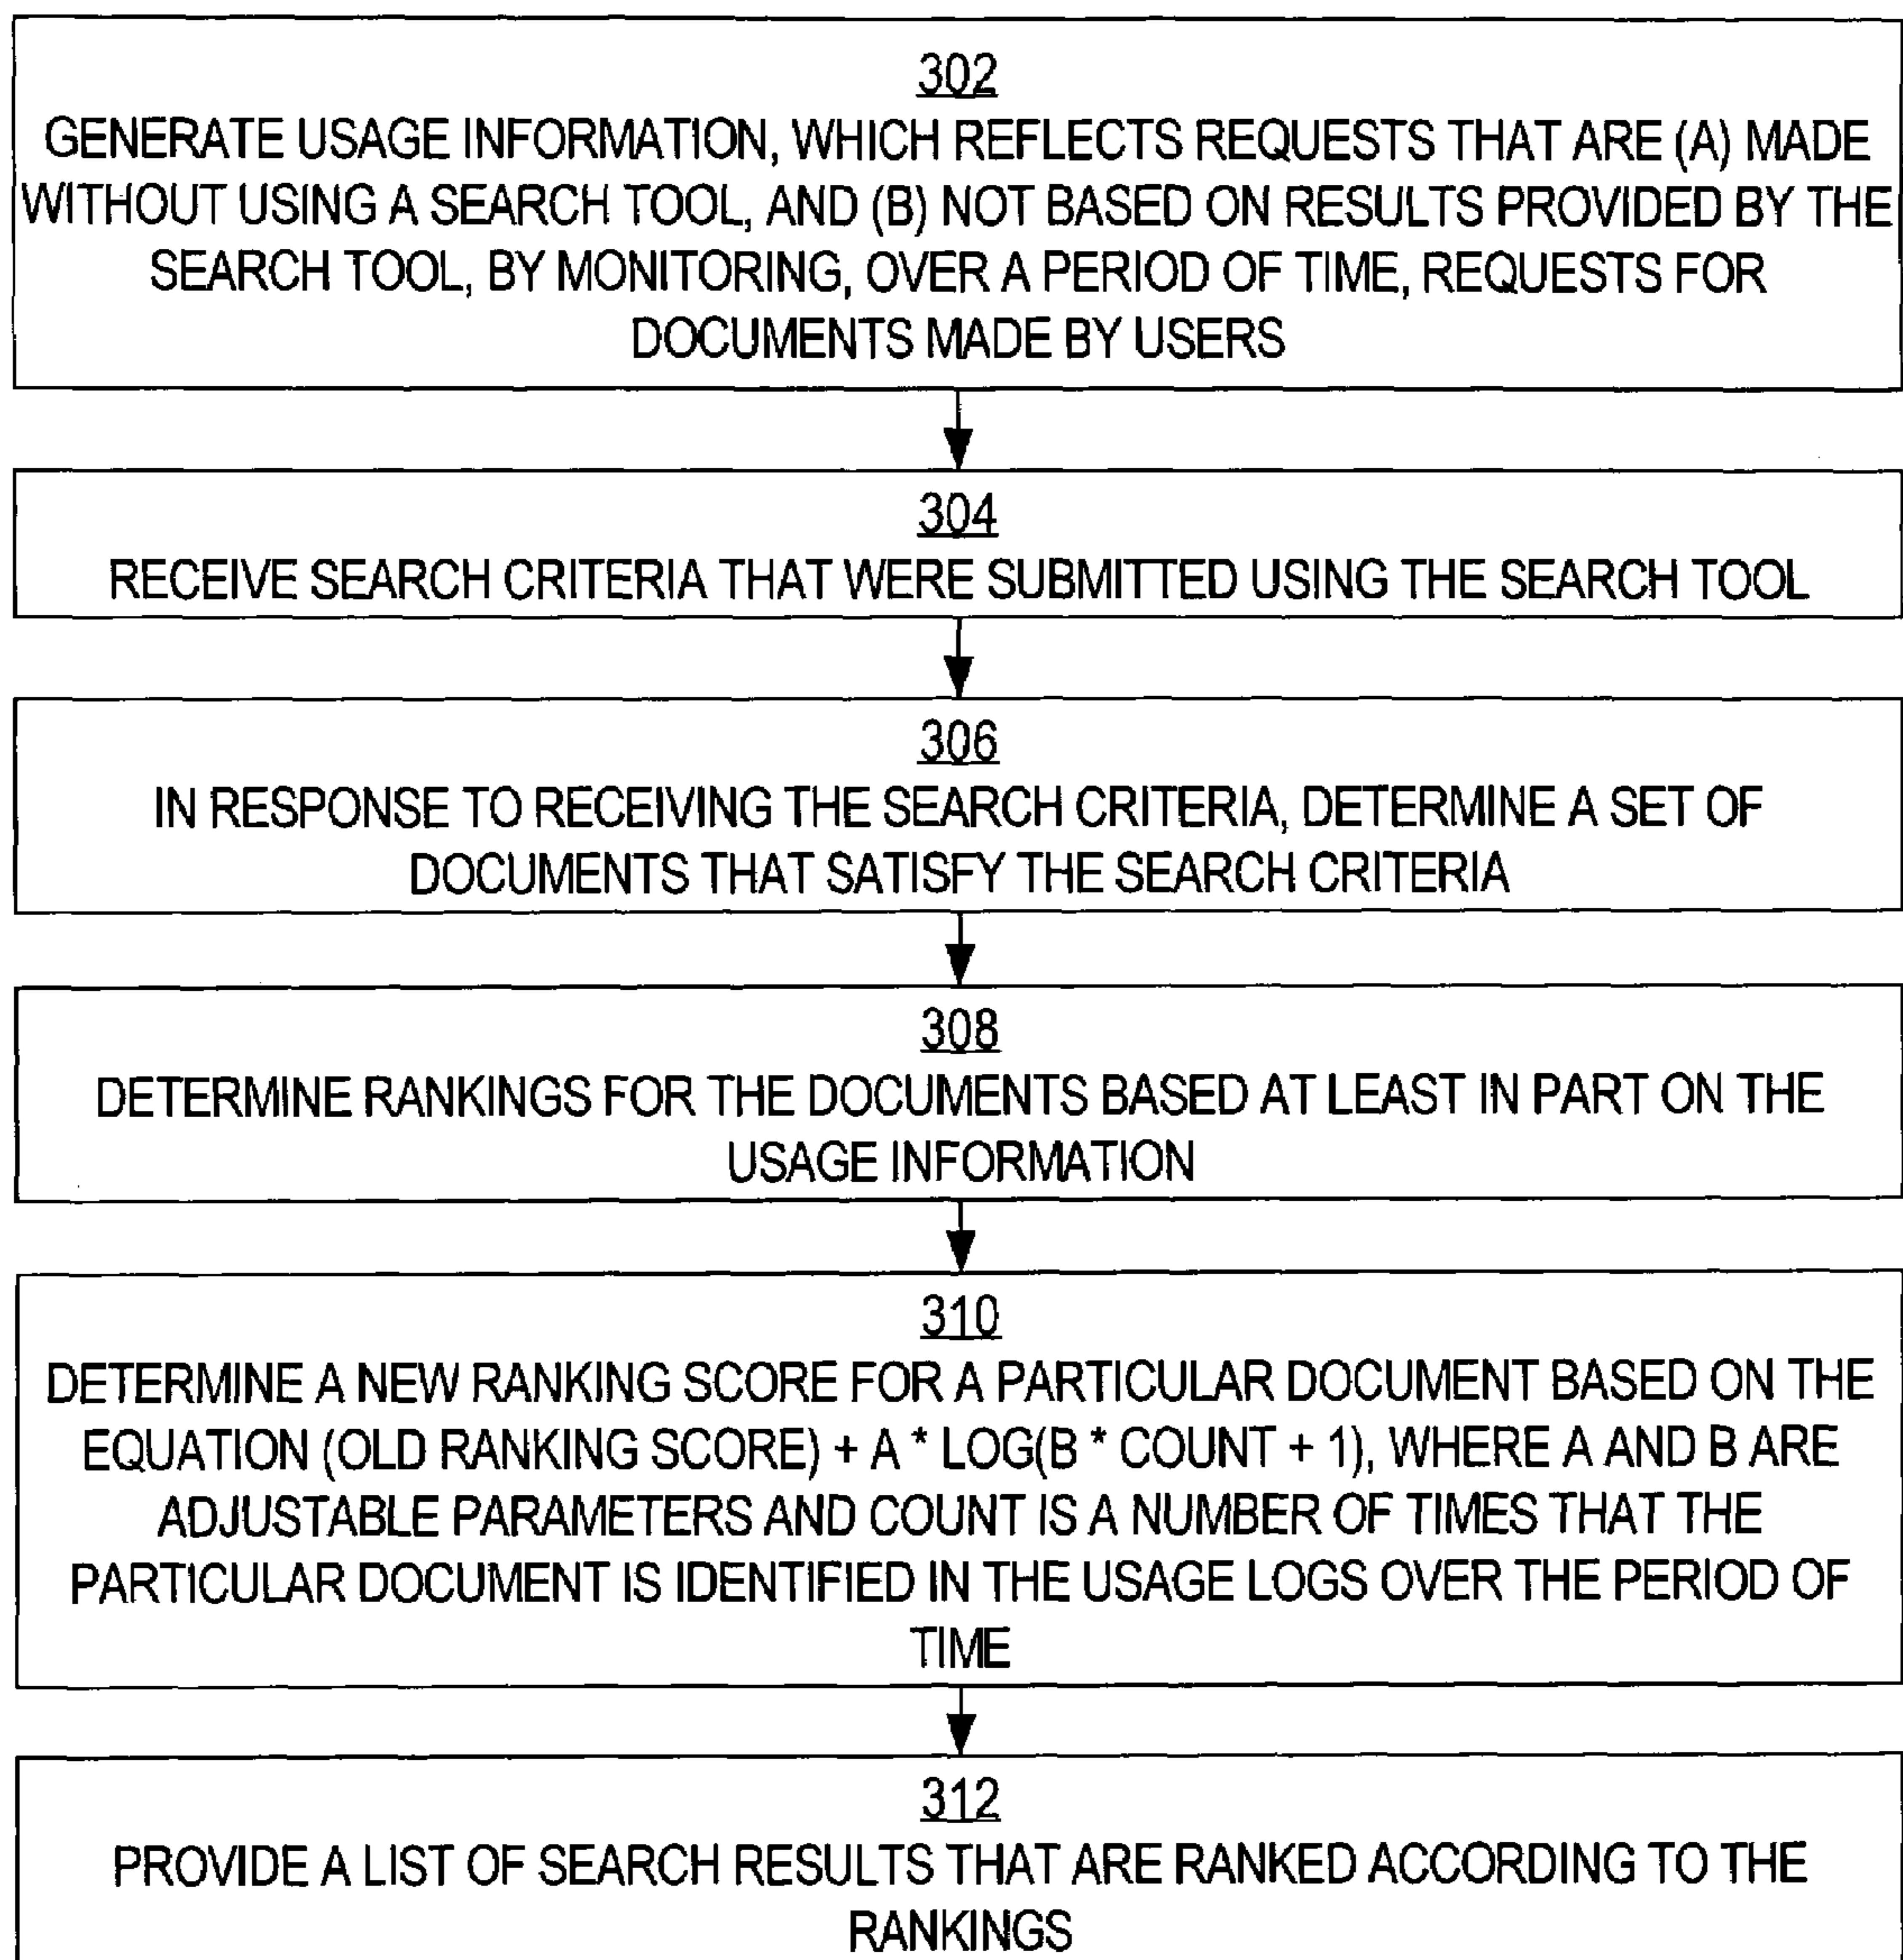 302
GENERATE USAGE INFORMATION, WHICH REFLECTS REQUESTS THAT ARE (A) MADE
WITHOUT USING A SEARCH TOOL, AND (B) NOT BASED ON RESULTS PROVIDED BY THE
SEARCH TOOL, BY MONITORING, OVER A PERIOD OF TIME, REQUESTS FOR
DOCUMENTS MADE BY USERS
304
RECEIVE SEARCH CRITERIA THAT WERE SUBMITTED USING THE SEARCH TOOL
306
IN RESPONSE TO RECEIVING THE SEARCH CRITERIA, DETERMINE A SET OF
DOCUMENTS THAT SATISFY THE SEARCH CRITERIA
308
DETERMINE RANKINGS FOR THE DOCUMENTS BASED AT LEAST IN PART ON THE
USAGE INFORMATION
310
DETERMINE A NEW RANKING SCORE FOR A PARTICULAR DOCUMENT BASED ON THE
EQUATION (OLD RANKING SCORE) + A * LOG(B * COUNT + 1), WHERE A AND B ARE
ADJUSTABLE PARAMETERS AND COUNT IS A NUMBER OF TIMES THAT THE
PARTICULAR DOCUMENT IS IDENTIFIED IN THE USAGE LOGS OVER THE PERIOD OF
TIME
312
PROVIDE A LIST OF SEARCH RESULTS THAT ARE RANKED ACCORDING TO THE
RANKINGS